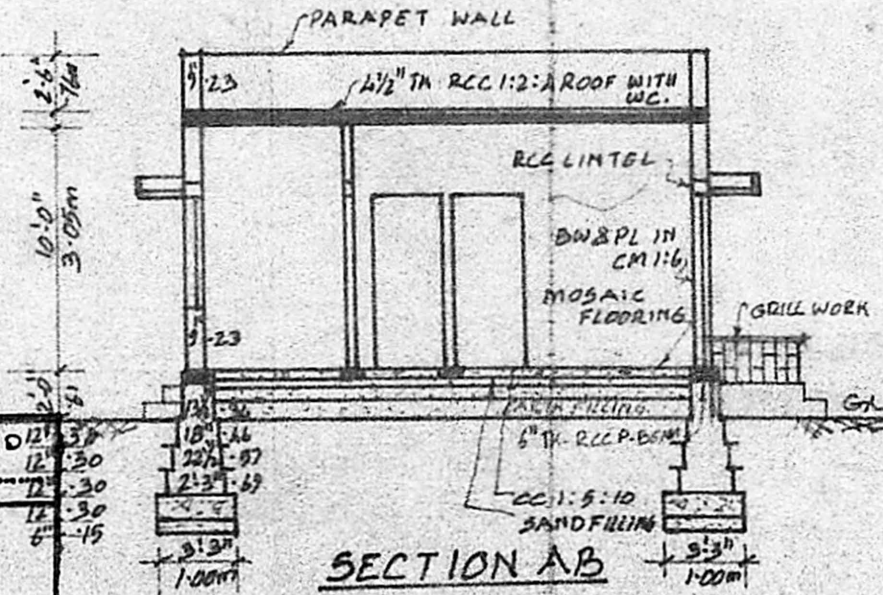 PARAPET WALL
2'-6"
.76m
9" .23
4½" TK RCC 1:2:4 ROOF WITH
WC.
RCC LINTEL
10'-0"
3.05m
BW & PL IN
CM 1:6
MOSAIC
FLOORING
GRILL WORK
9" .23
2'-0"
.61
GL
FILLING
6" TK RCC P-BEAM
D 12" .30
18" .46
12" .30
22½" .57
12" .30
2'-3" .69
12" .30
6" .15
CC 1:5:10
SAND FILLING
3'-3"
1.00m
3'-3"
1.00m
SECTION AB